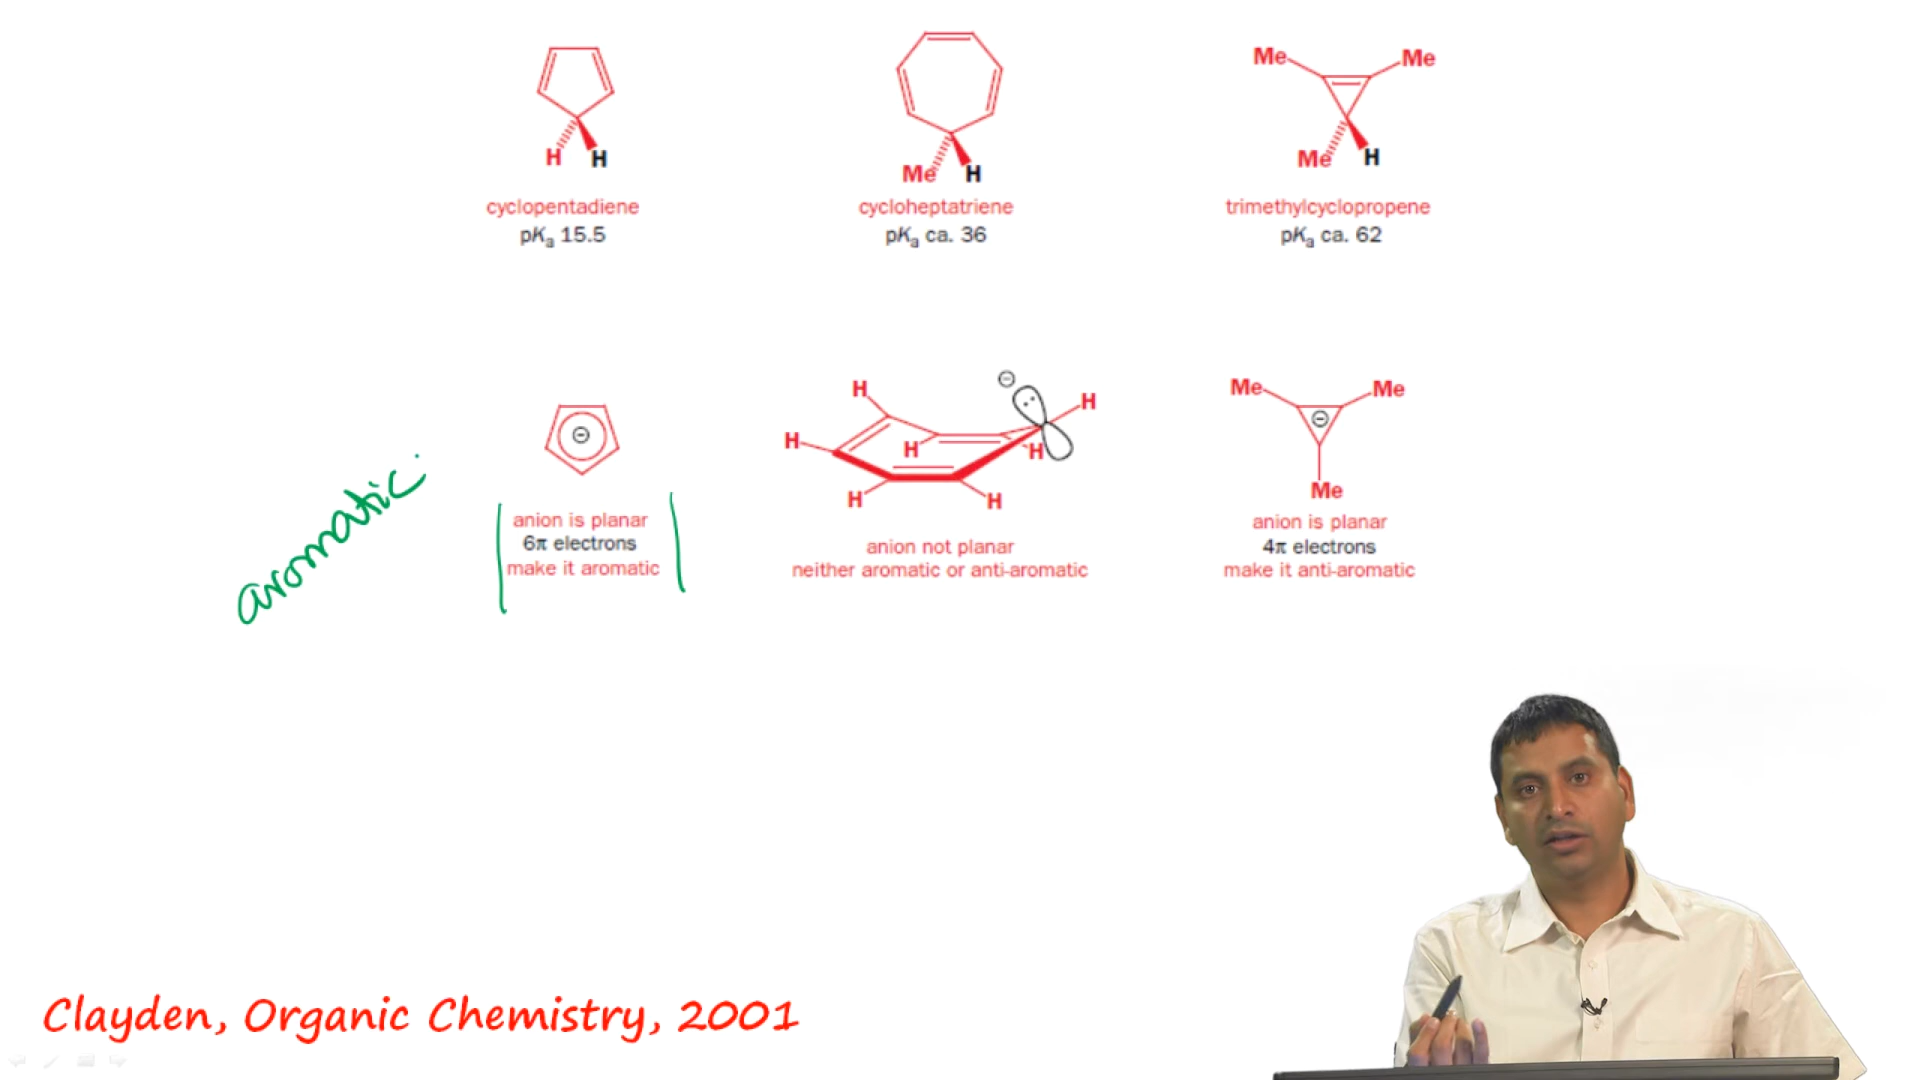 Me Me
H H
Me H
Me H
cyclopentadiene
pKa 15.5
cycloheptatriene
pKa ca. 36
trimethylcyclopropene
pKa ca. 62
aromatic.
⊖
anion is planar
6π electrons
make it aromatic
⊖
H H
H H H
H H
anion not planar
neither aromatic or anti-aromatic
Me Me
⊖
Me
anion is planar
4π electrons
make it anti-aromatic
Clayden, Organic Chemistry, 2001